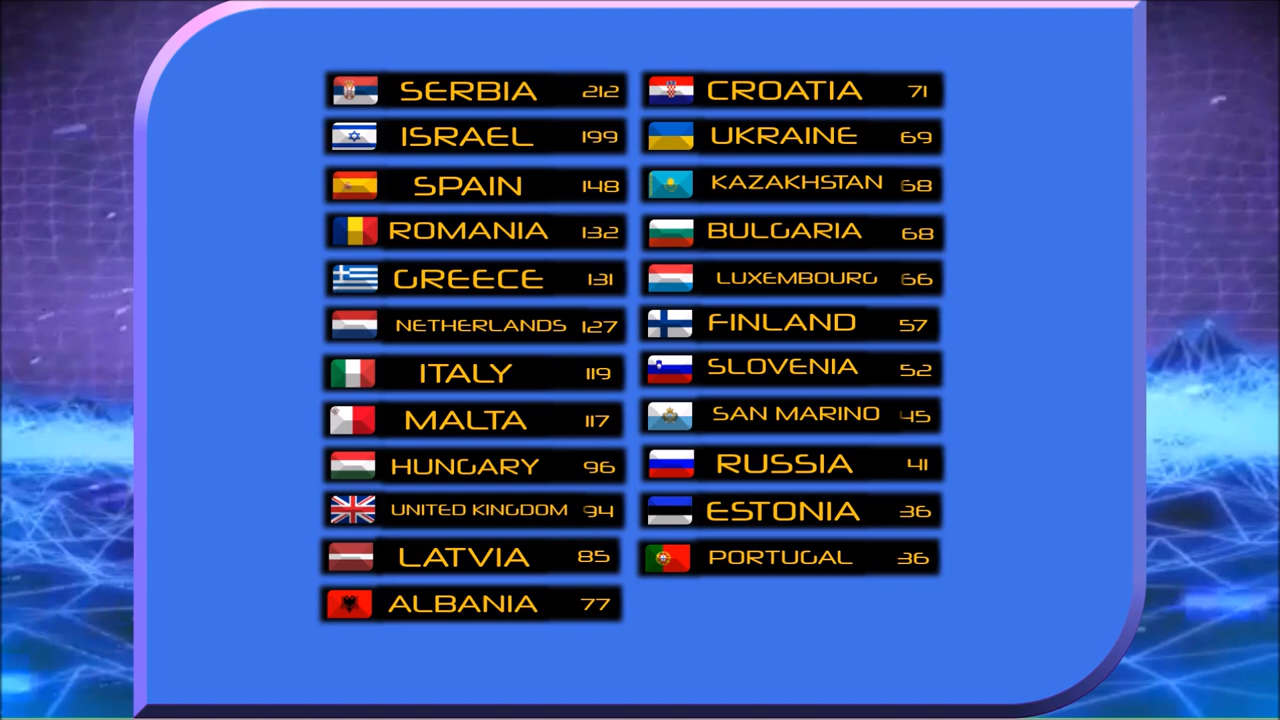 SERBIA 212
ISRAEL 199
SPAIN 148
ROMANIA 132
GREECE 131
NETHERLANDS 127
ITALY 119
MALTA 117
HUNGARY 96
UNITED KINGDOM 94
LATVIA 85
ALBANIA 77
CROATIA 71
UKRAINE 69
KAZAKHSTAN 68
BULGARIA 68
LUXEMBOURG 66
FINLAND 57
SLOVENIA 52
SAN MARINO 45
RUSSIA 41
ESTONIA 36
PORTUGAL 36